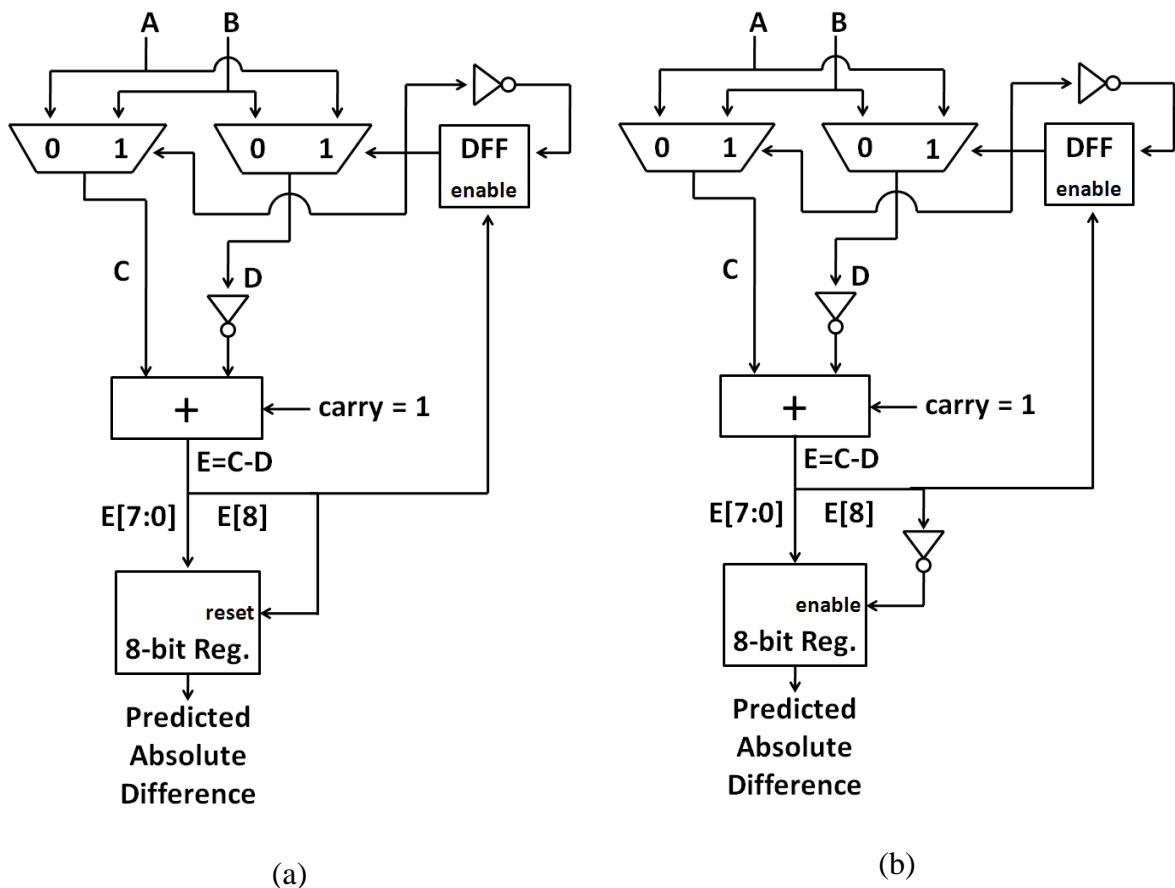 A B
0 1 0 1 DFF
enable
C D
+ carry = 1
E=C-D
E[7:0] E[8]
reset
8-bit Reg.
Predicted
Absolute
Difference
(a)
A B
0 1 0 1 DFF
enable
C D
+ carry = 1
E=C-D
E[7:0] E[8]
enable
8-bit Reg.
Predicted
Absolute
Difference
(b)